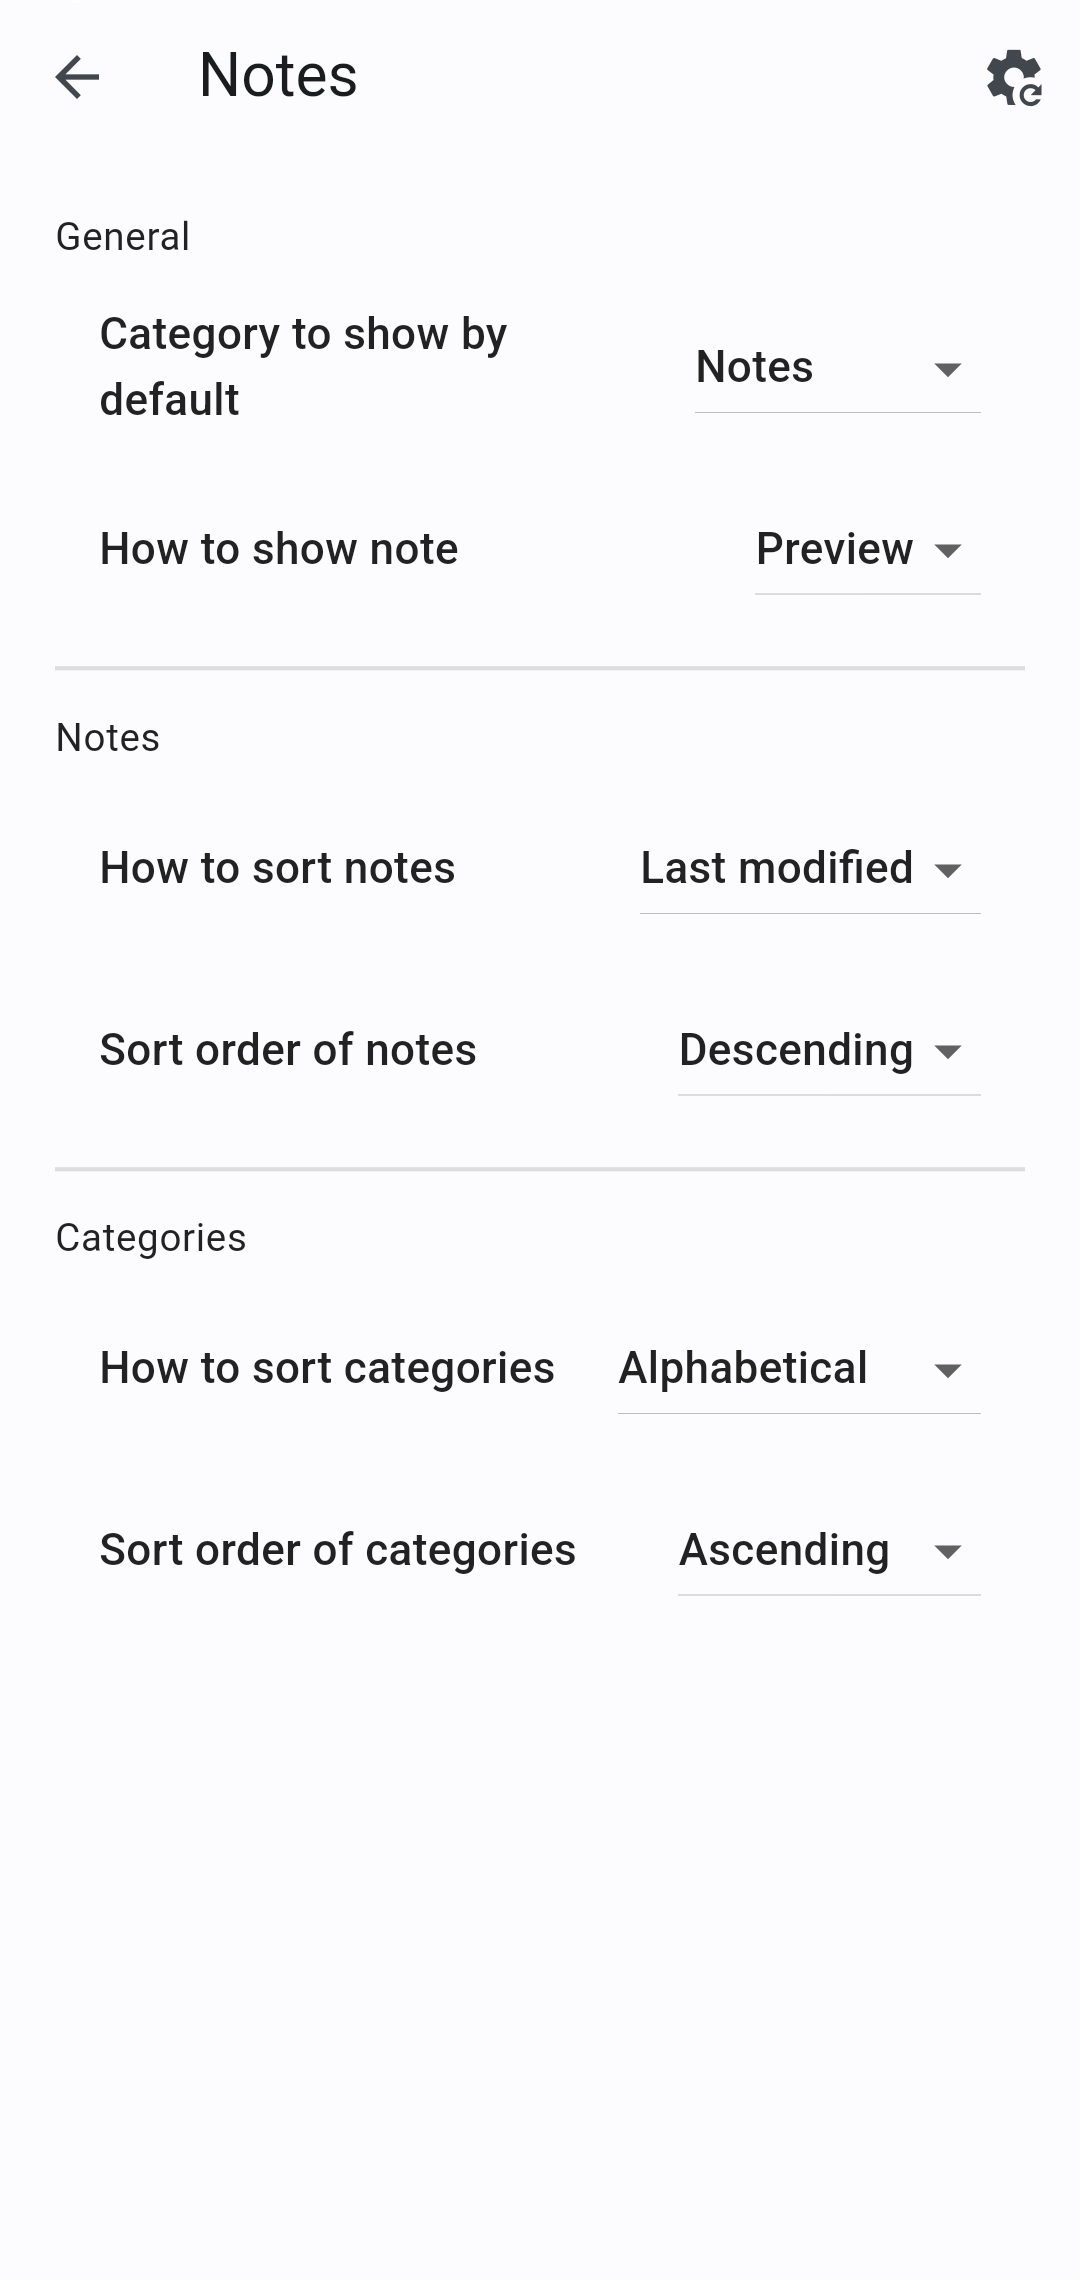 Notes
General
Category to show by
default
Notes
How to show note
Preview
Notes
How to sort notes
Last modified
Sort order of notes
Descending
Categories
How to sort categories
Alphabetical
Sort order of categories
Ascending